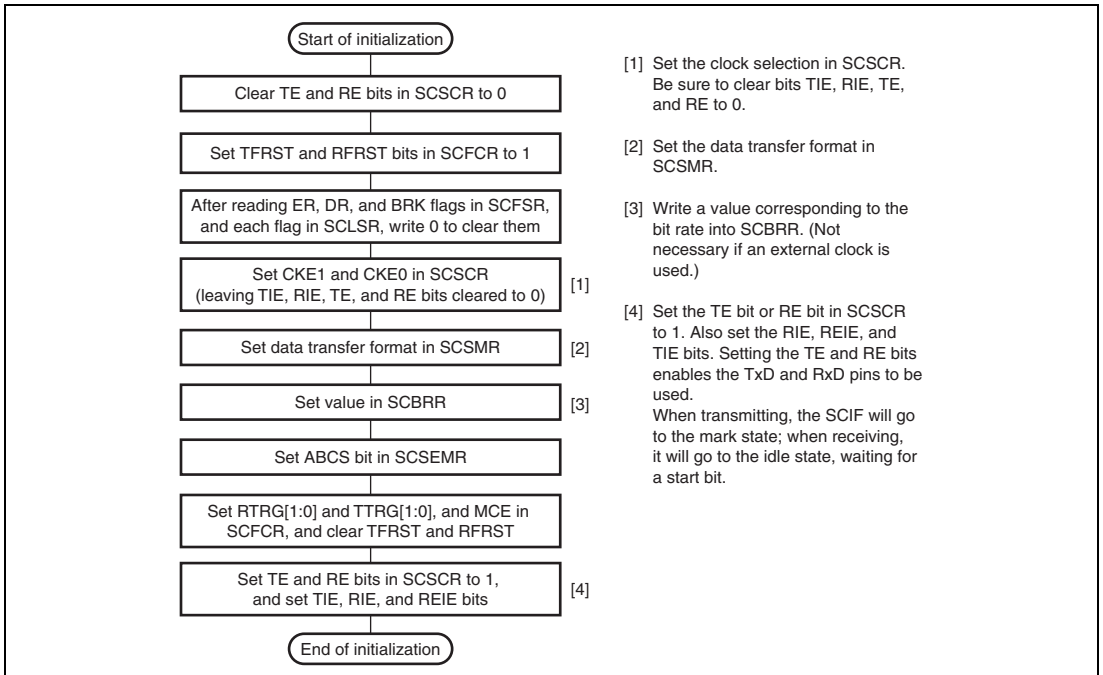 Start of initialization
Clear TE and RE bits in SCSCR to 0
Set TFRST and RFRST bits in SCFCR to 1
After reading ER, DR, and BRK flags in SCFSR,
and each flag in SCLSR, write 0 to clear them
Set CKE1 and CKE0 in SCSCR
(leaving TIE, RIE, TE, and RE bits cleared to 0)
[1]
Set data transfer format in SCSMR
[2]
Set value in SCBRR
[3]
Set ABCS bit in SCSEMR
Set RTRG[1:0] and TTRG[1:0], and MCE in
SCFCR, and clear TFRST and RFRST
Set TE and RE bits in SCSCR to 1,
and set TIE, RIE, and REIE bits
[4]
End of initialization
[1] Set the clock selection in SCSCR.
Be sure to clear bits TIE, RIE, TE,
and RE to 0.
[2] Set the data transfer format in
SCSMR.
[3] Write a value corresponding to the
bit rate into SCBRR. (Not
necessary if an external clock is
used.)
[4] Set the TE bit or RE bit in SCSCR
to 1. Also set the RIE, REIE, and
TIE bits. Setting the TE and RE bits
enables the TxD and RxD pins to be
used.
When transmitting, the SCIF will go
to the mark state; when receiving,
it will go to the idle state, waiting for
a start bit.